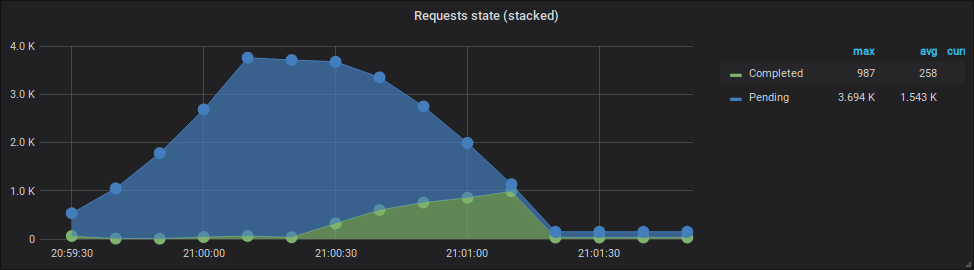 Requests state (stacked)
4.0 K
3.0 K
2.0 K
1.0 K
0
20:59:30 21:00:00 21:00:30 21:01:00 21:01:30
max avg curr
Completed 987 258
Pending 3.694 K 1.543 K